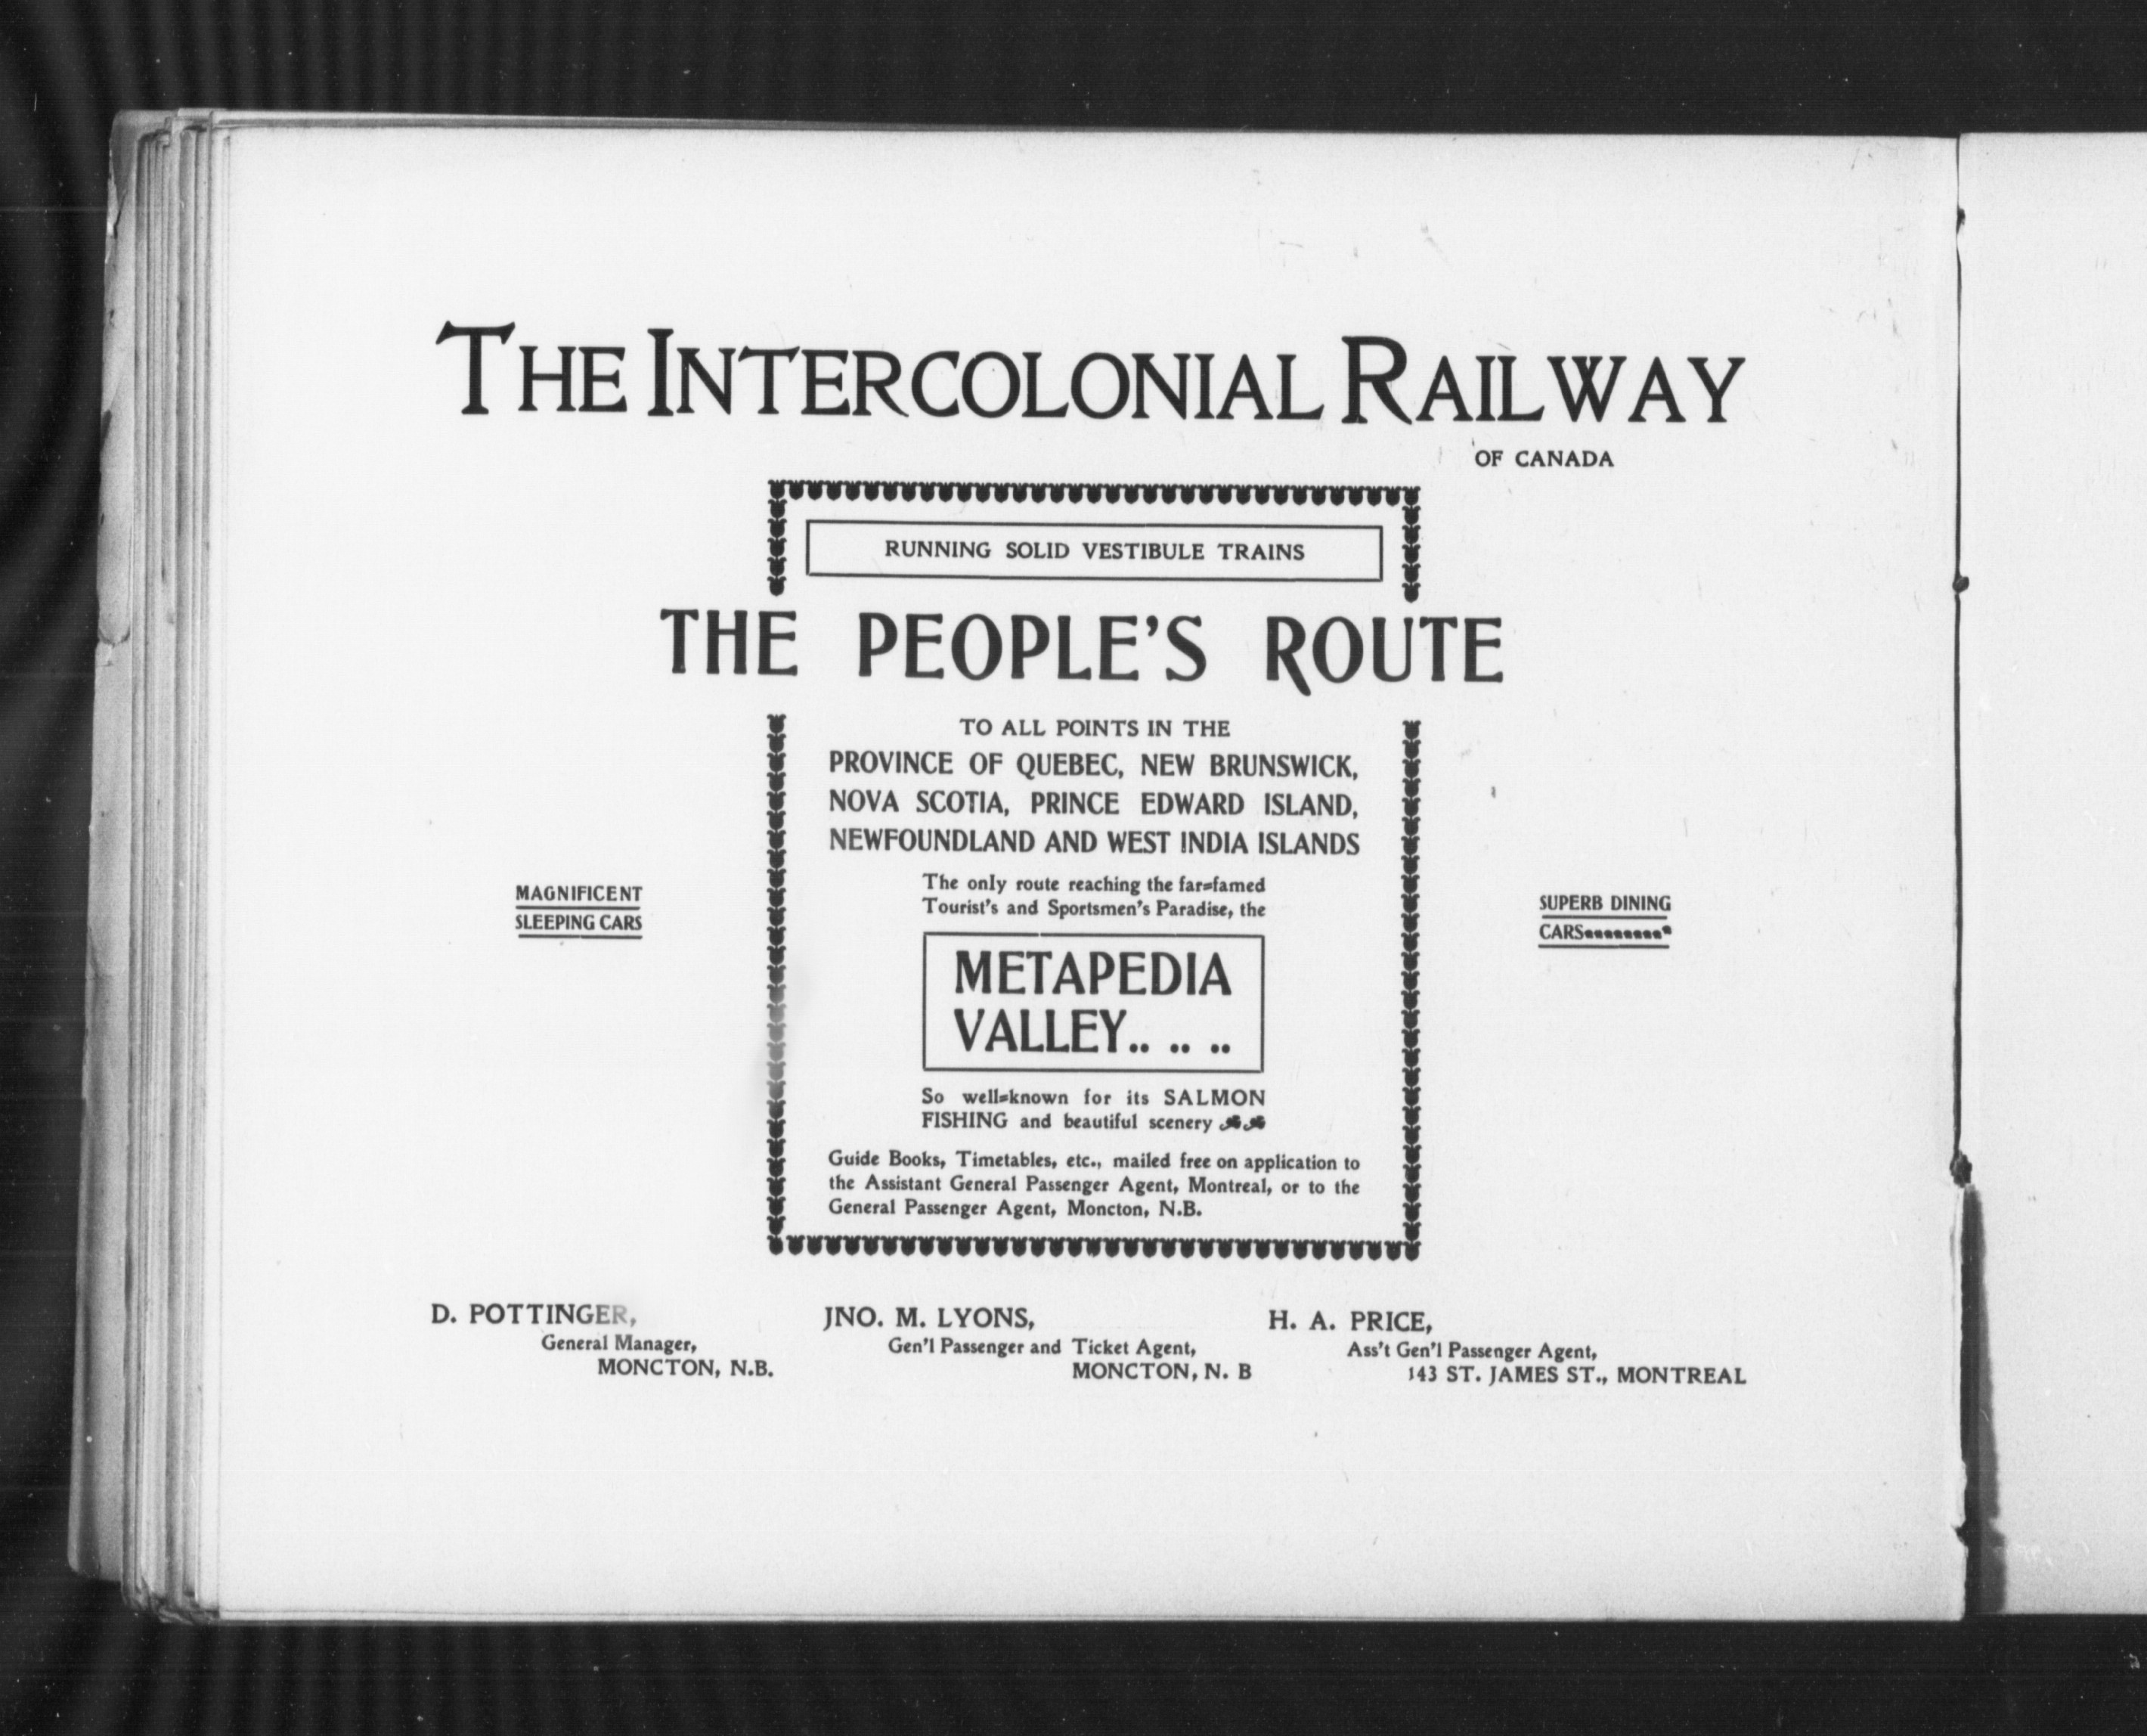 THE INTERCOLONIAL RAILWAY
OF CANADA
RUNNING SOLID VESTIBULE TRAINS
THE PEOPLE'S ROUTE
TO ALL POINTS IN THE
PROVINCE OF QUEBEC, NEW BRUNSWICK,
NOVA SCOTIA, PRINCE EDWARD ISLAND,
NEWFOUNDLAND AND WEST INDIA ISLANDS
MAGNIFICENT
SLEEPING CARS
The only route reaching the far=famed
Tourist's and Sportsmen's Paradise, the
METAPEDIA
VALLEY.. .. ..
So well=known for its SALMON
FISHING and beautiful scenery
SUPERB DINING
CARS.........
Guide Books, Timetables, etc., mailed free on application to
the Assistant General Passenger Agent, Montreal, or to the
General Passenger Agent, Moncton, N.B.
D. POTTINGER,
General Manager,
MONCTON, N.B.
JNO. M. LYONS,
Gen'l Passenger and Ticket Agent,
MONCTON, N. B
H. A. PRICE,
Ass't Gen'l Passenger Agent,
143 ST. JAMES ST., MONTREAL